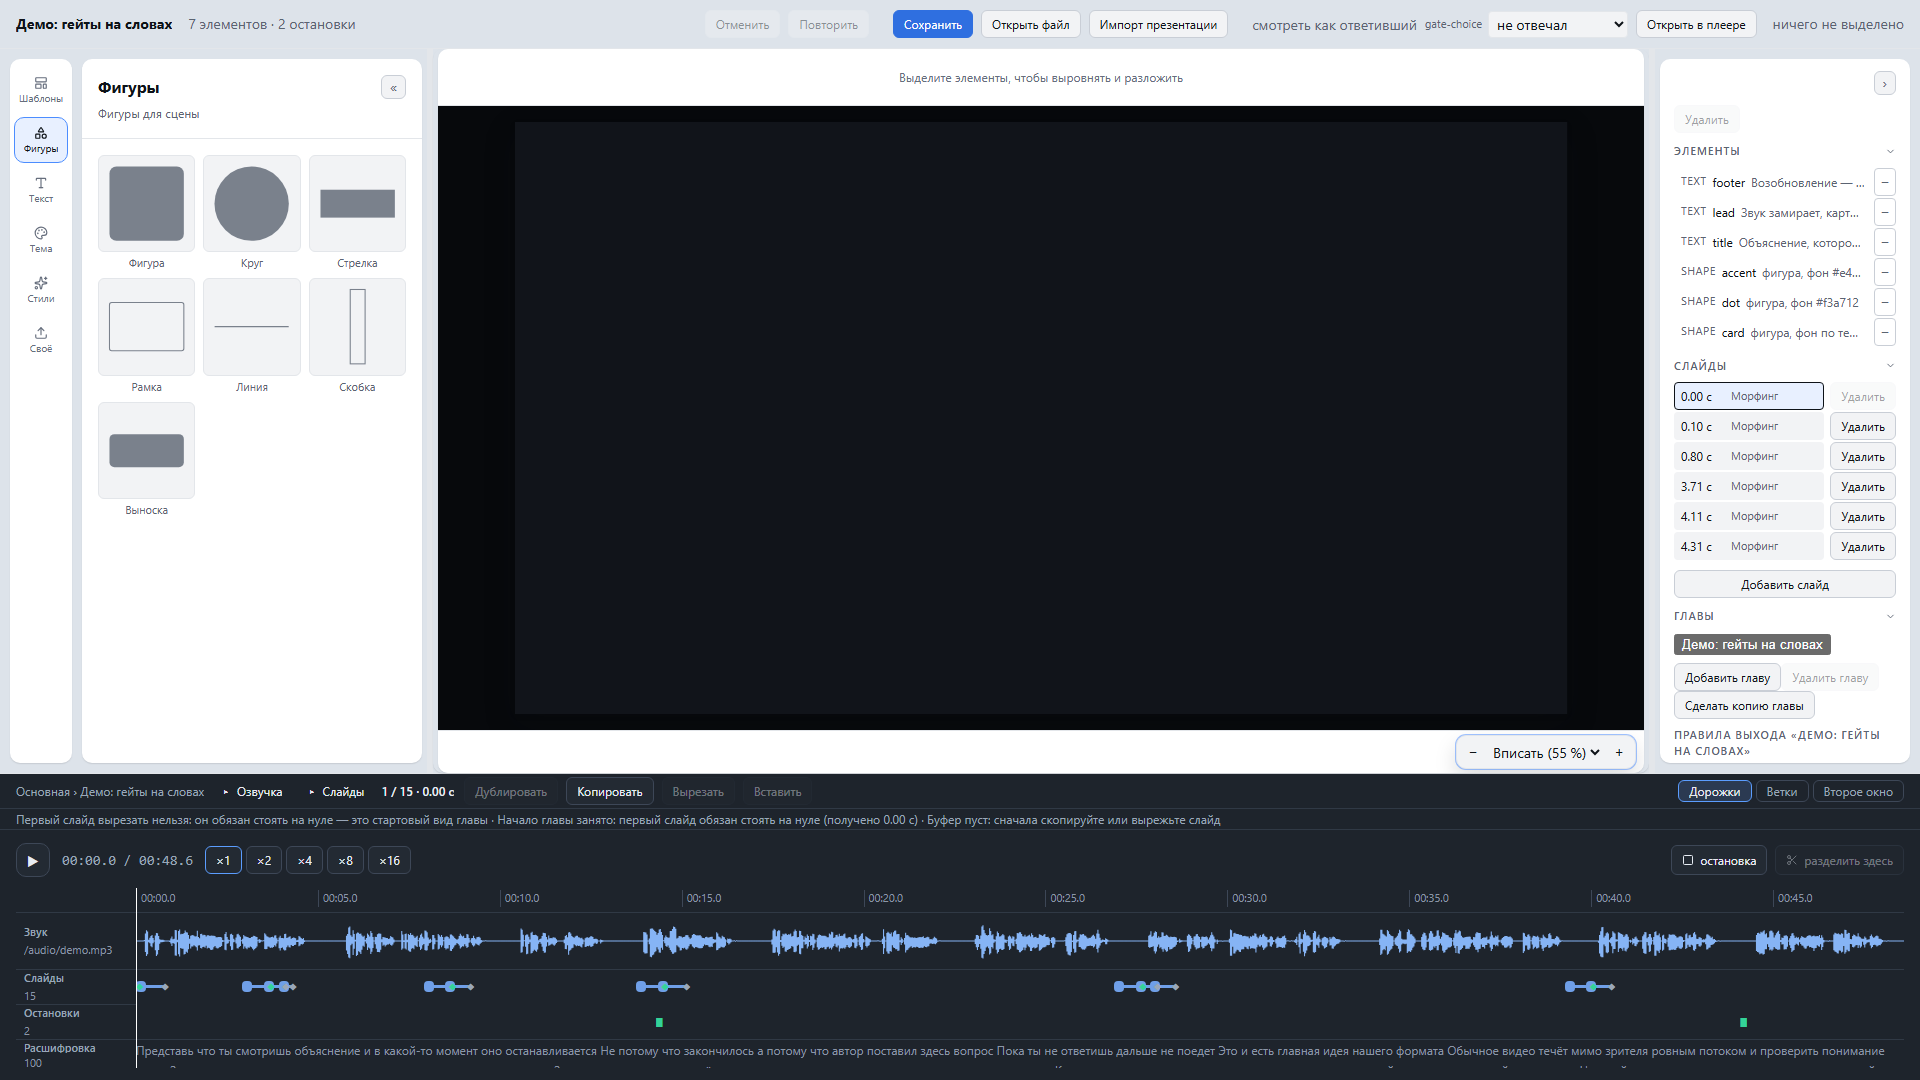 Демо: гейты на словах 7 элементов · 2 остановки Отменить Повторить Сохранить Открыть файл Импорт презентации смотреть как ответивший gate-choice не отвечал Открыть в плеере ничего не выделено
Шаблоны
Фигуры
Текст
Тема
Стили
Своё
Фигуры «
Фигуры для сцены
Фигура Круг Стрелка
Рамка Линия Скобка
Выноска
Выделите элементы, чтобы выровнять и разложить
− Вписать (55 %) +
›
Удалить
ЭЛЕМЕНТЫ
TEXT footer Возобновление — ... −
TEXT lead Звук замирает, карт... −
TEXT title Объяснение, которо... −
SHAPE accent фигура, фон #e4... −
SHAPE dot фигура, фон #f3a712 −
SHAPE card фигура, фон по те... −
СЛАЙДЫ
0.00 с Морфинг Удалить
0.10 с Морфинг Удалить
0.80 с Морфинг Удалить
3.71 с Морфинг Удалить
4.11 с Морфинг Удалить
4.31 с Морфинг Удалить
Добавить слайд
ГЛАВЫ
Демо: гейты на словах
Добавить главу Удалить главу
Сделать копию главы
ПРАВИЛА ВЫХОДА «ДЕМО: ГЕЙТЫ
НА СЛОВАХ»
Основная › Демо: гейты на словах ▸ Озвучка ▸ Слайды 1 / 15 · 0.00 с Дублировать Копировать Вырезать Вставить Дорожки Ветки Второе окно
Первый слайд вырезать нельзя: он обязан стоять на нуле — это стартовый вид главы · Начало главы занято: первый слайд обязан стоять на нуле (получено 0.00 с) · Буфер пуст: сначала скопируйте или вырежьте слайд
▶ 00:00.0 / 00:48.6 ×1 ×2 ×4 ×8 ×16 остановка разделить здесь
00:00.0 00:05.0 00:10.0 00:15.0 00:20.0 00:25.0 00:30.0 00:35.0 00:40.0 00:45.0
Звук
/audio/demo.mp3
Слайды
15
Остановки
2
Расшифровка
100
Представь что ты смотришь объяснение и в какой-то момент оно останавливается Не потому что закончилось а потому что автор поставил здесь вопрос Пока ты не ответишь дальше не поедет Это и есть главная идея нашего формата Обычное видео течёт мимо зрителя ровным потоком и проверить понимание